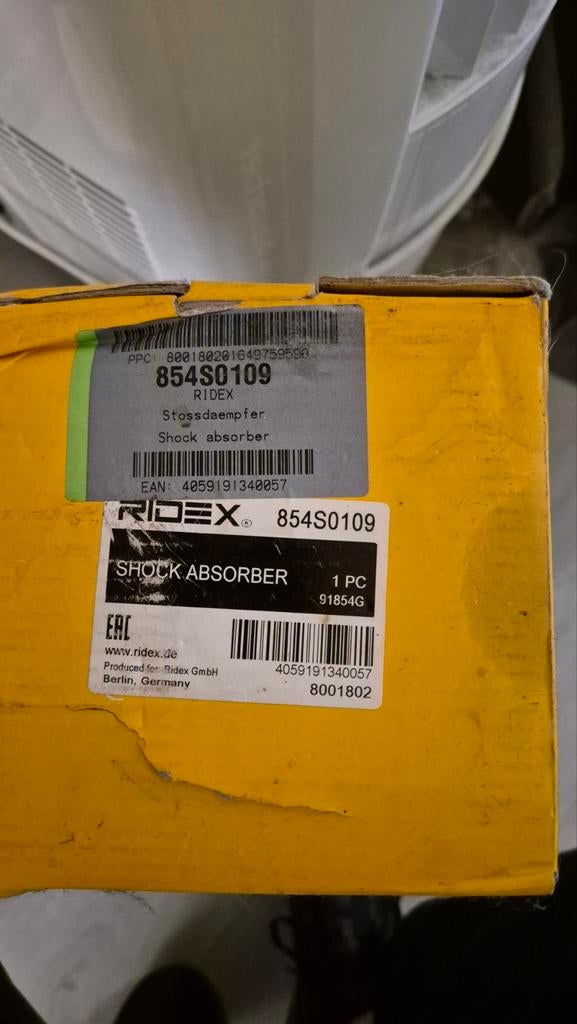 PPC: 800180201649759590
854S0109
RIDEX
Stossdaempfer
Shock absorber
EAN: 4059191340057
RIDEX® 854S0109
SHOCK ABSORBER 1 PC
91854G
EAC
www.ridex.de
Produced for: Ridex GmbH
Berlin, Germany
4059191340057
8001802